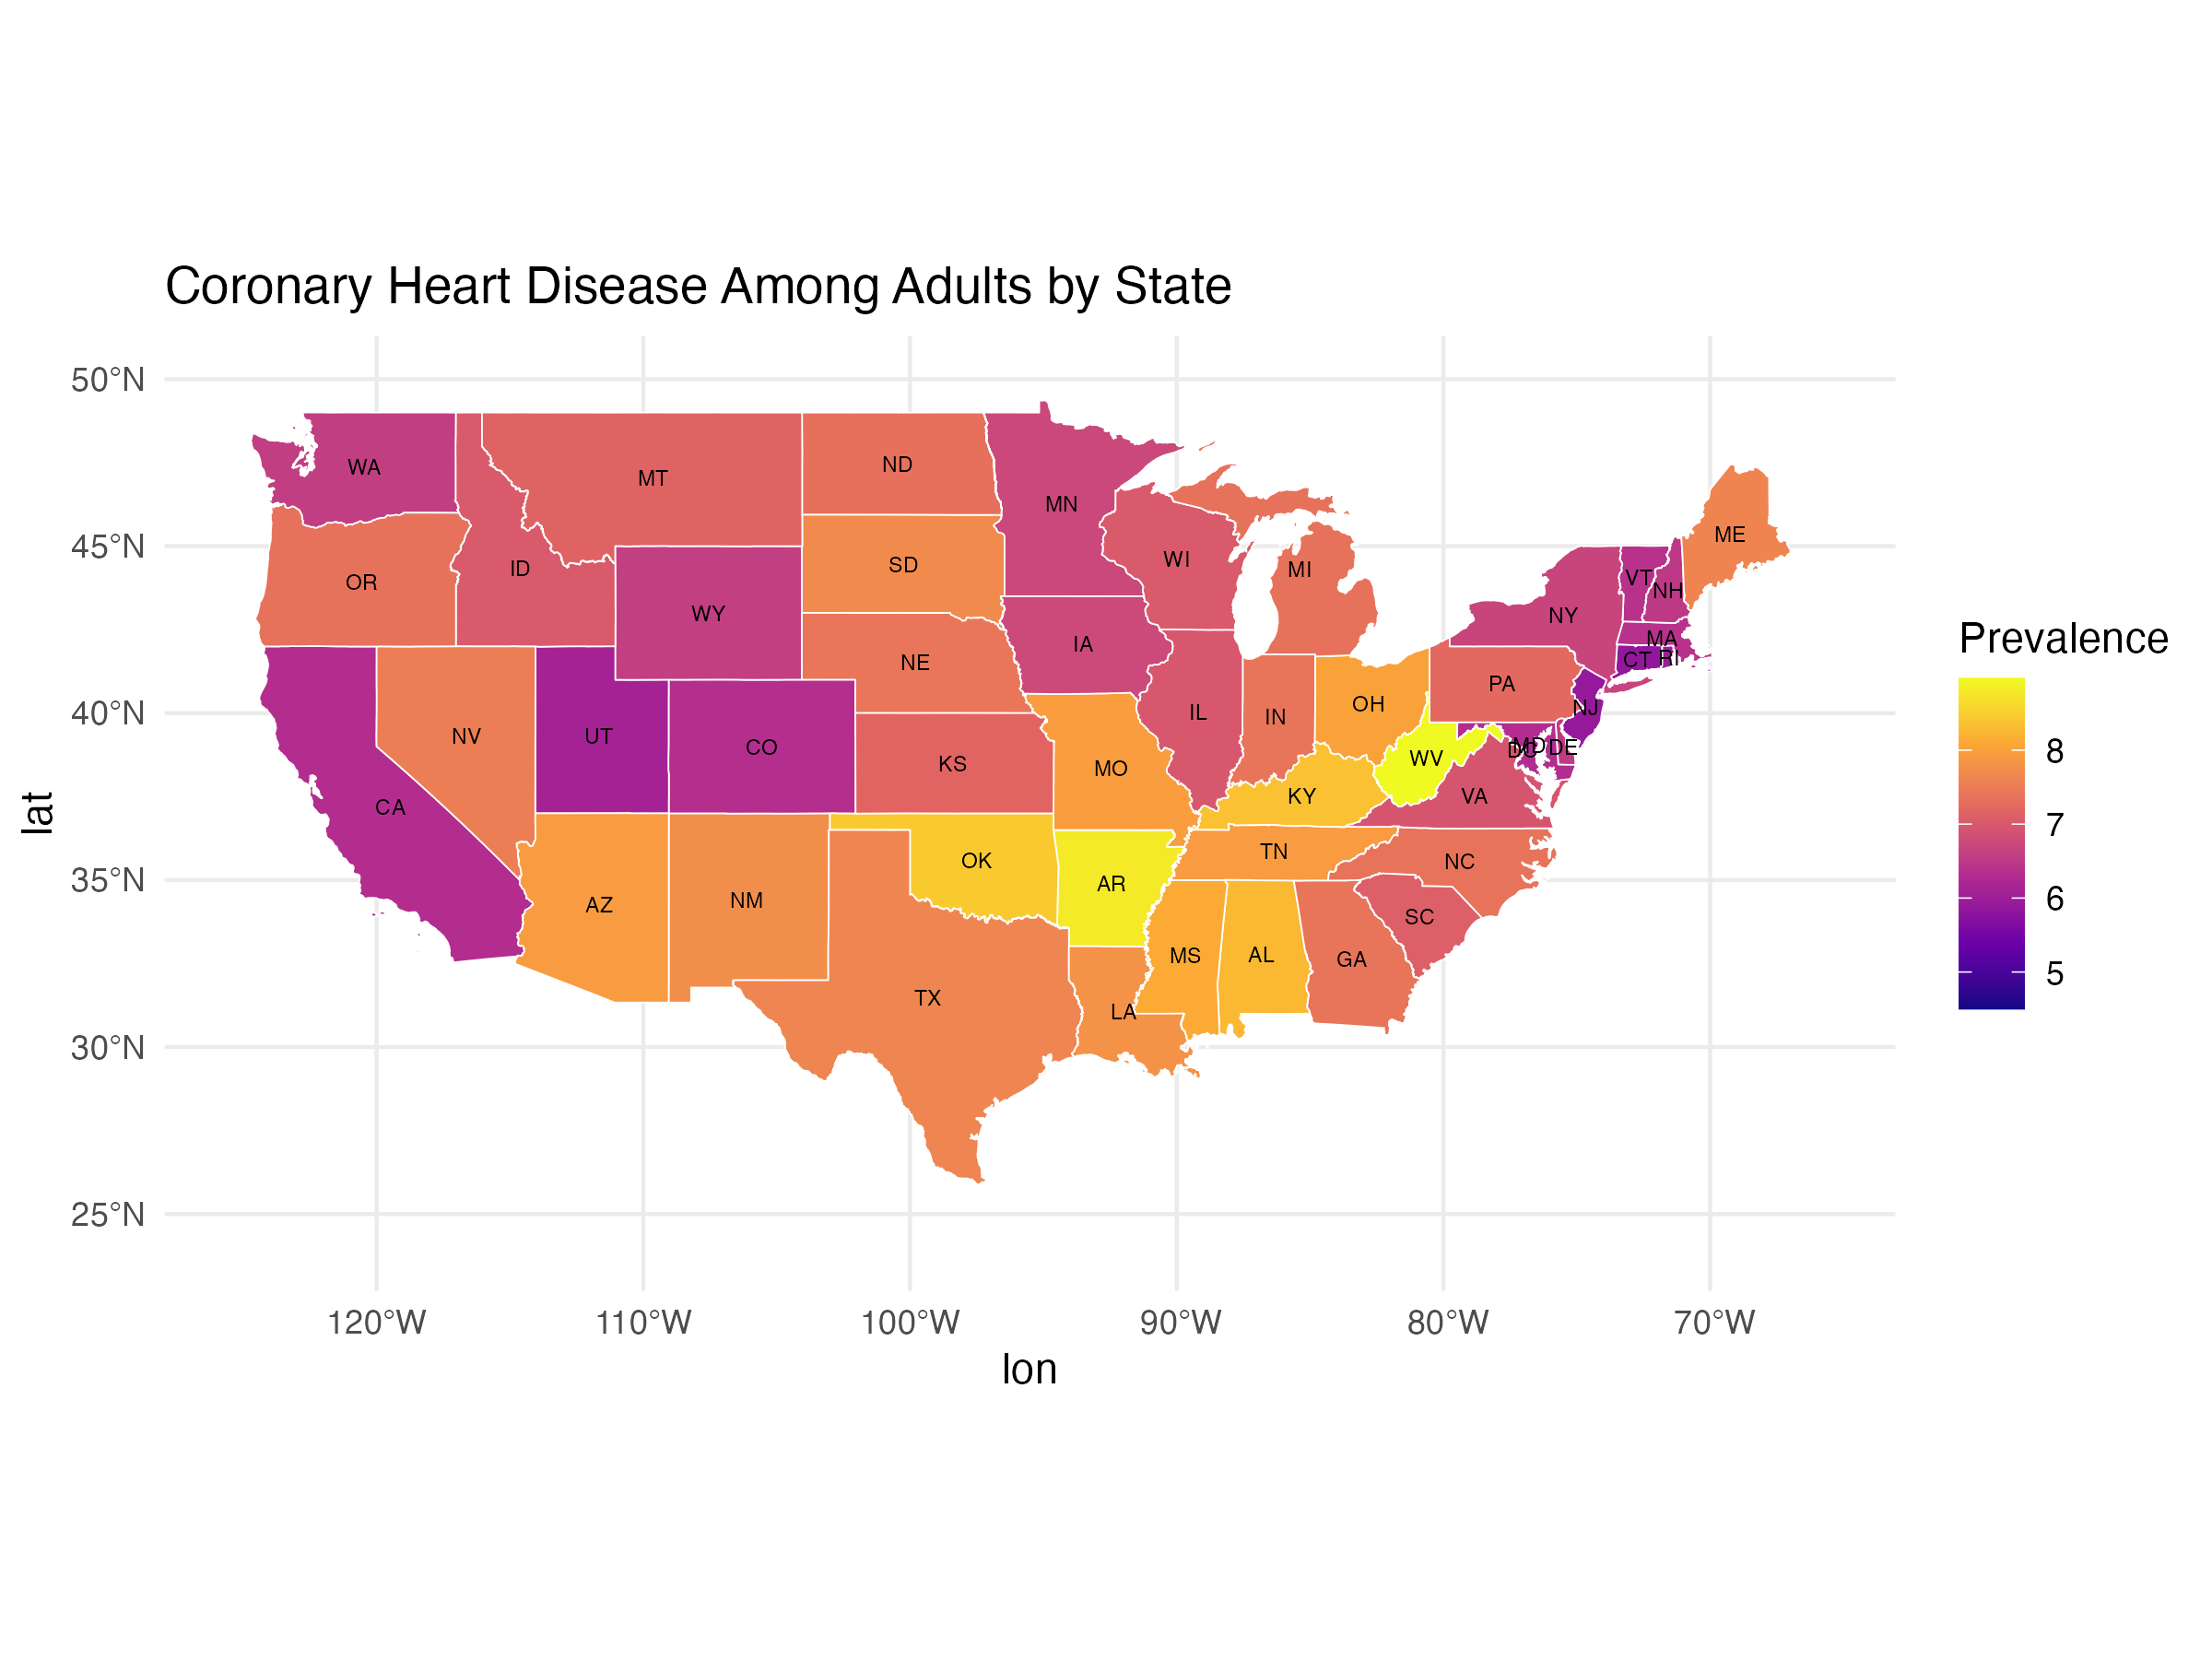 Coronary Heart Disease Among Adults by State
50°N
45°N
40°N
35°N
30°N
25°N
lat
WA
MT
ND
MN
ME
OR
ID
SD
WI
MI
VT
NH
WY
NY
MA
NE
IA
CT
RI
PA
NV
UT
CO
KS
IL
IN
OH
NJ
MO
WV
MD
DC
DE
CA
KY
VA
OK
AR
TN
NC
AZ
NM
SC
MS
AL
GA
TX
LA
120°W
110°W
100°W
90°W
80°W
70°W
lon
Prevalence
8
7
6
5